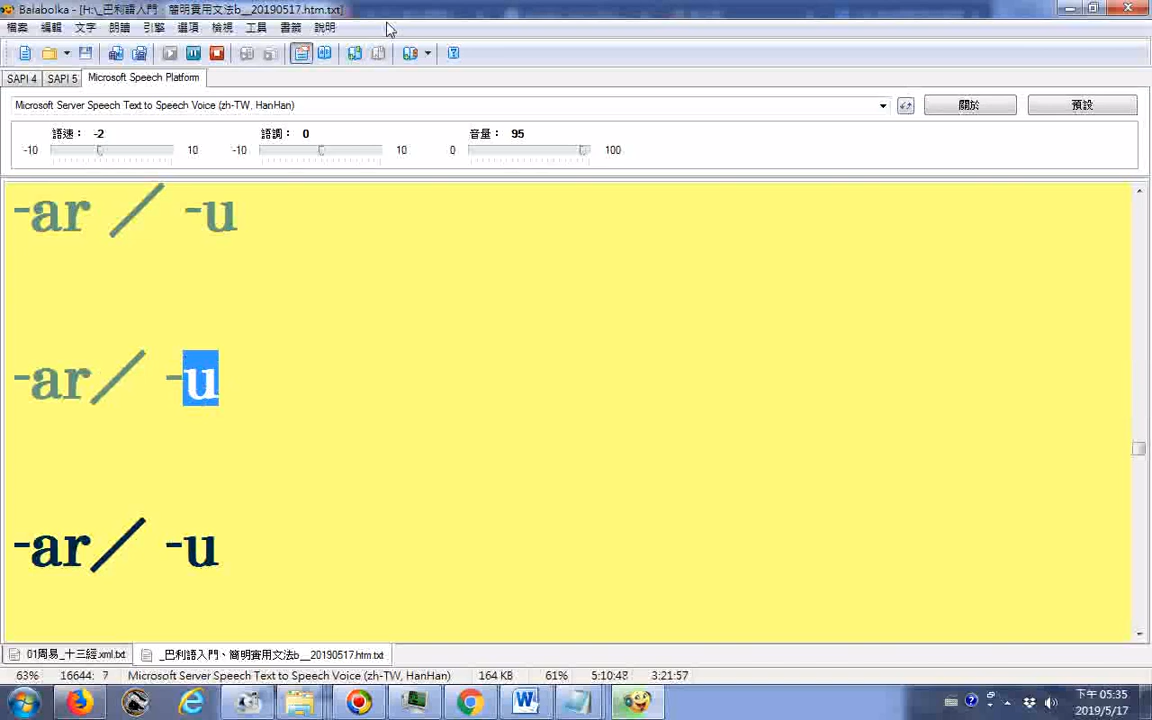 Balabolka - [H:\_巴利語入門、簡明實用文法b__20190517.htm.txt]
檔案 編輯 文字 朗讀 引擎 選項 檢視 工具 書籤 說明
SAPI 4 SAPI 5 Microsoft Speech Platform
Microsoft Server Speech Text to Speech Voice (zh-TW, HanHan) 關於 預設
語速： -2 語調： 0 音量： 95
-10 10 -10 10 0 100
-ar ／ -u
-ar／ -u
-ar／ -u
01周易_十三經.xml.txt _巴利語入門、簡明實用文法b__20190517.htm.txt
63% 16644: 7 Microsoft Server Speech Text to Speech Voice (zh-TW, HanHan) 164 KB 61% 5:10:48 3:21:57
下午 05:35
2019/5/17